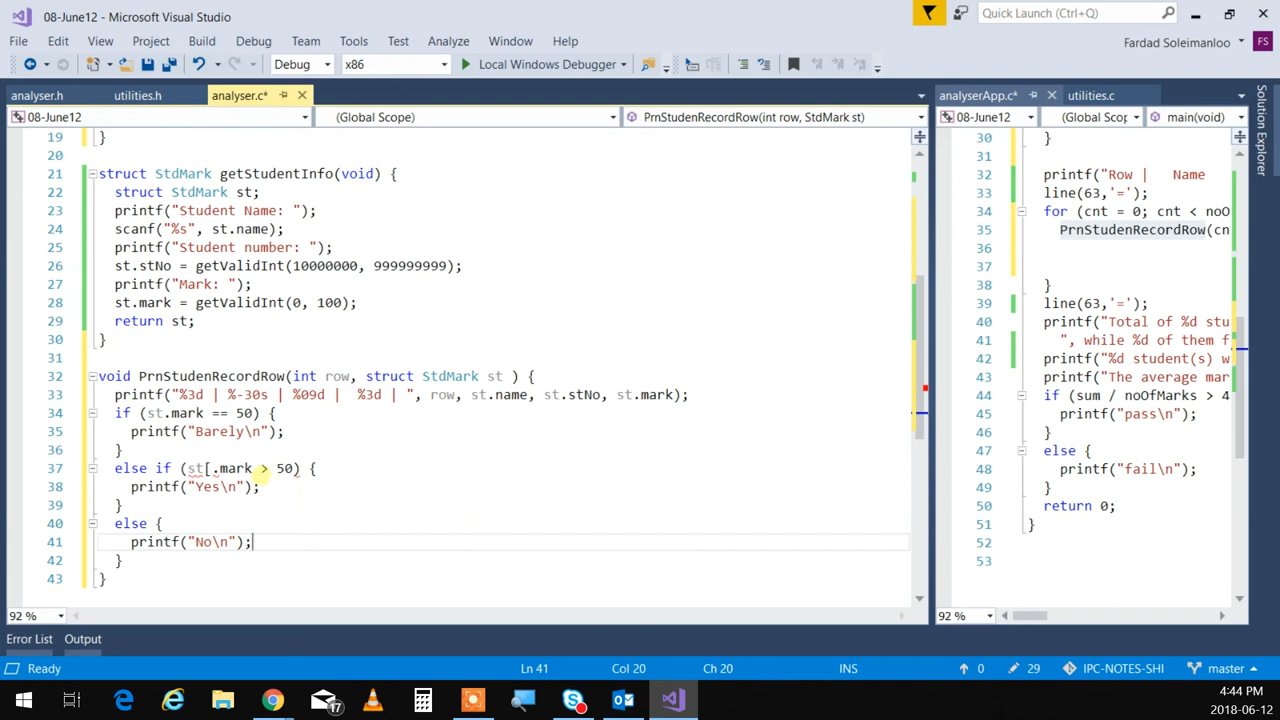 08-June12 - Microsoft Visual Studio
Quick Launch (Ctrl+Q)
File Edit View Project Build Debug Team Tools Test Analyze Window Help
Fardad Soleimanloo FS
Debug x86 Local Windows Debugger
analyser.h utilities.h analyser.c* analyserApp.c* utilities.c
08-June12 (Global Scope) PrnStudenRecordRow(int row, StdMark st) 08-June12 (Global Scope main(void)
Solution Explorer
19 }
20
21 struct StdMark getStudentInfo(void) {
22 struct StdMark st;
23 printf("Student Name: ");
24 scanf("%s", st.name);
25 printf("Student number: ");
26 st.stNo = getValidInt(10000000, 999999999);
27 printf("Mark: ");
28 st.mark = getValidInt(0, 100);
29 return st;
30 }
31
32 void PrnStudenRecordRow(int row, struct StdMark st ) {
33 printf("%3d | %-30s | %09d |  %3d | ", row, st.name, st.stNo, st.mark);
34 if (st.mark == 50) {
35 printf("Barely\n");
36 }
37 else if (st[.mark > 50) {
38 printf("Yes\n");
39 }
40 else {
41 printf("No\n");
42 }
43 }
30 }
31
32 printf("Row |   Name
33 line(63,'=');
34 for (cnt = 0; cnt < noO
35 PrnStudenRecordRow(cn
36
37
38 }
39 line(63,'=');
40 printf("Total of %d stu
41 ", while %d of them f
42 printf("%d student(s) w
43 printf("The average mar
44 if (sum / noOfMarks > 4
45 printf("pass\n");
46 }
47 else {
48 printf("fail\n");
49 }
50 return 0;
51 }
52
53
92 % 92 %
Error List Output
Ready Ln 41 Col 20 Ch 20 INS 0 29 IPC-NOTES-SHI master
17
4:44 PM
2018-06-12